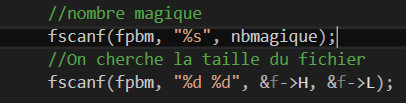 //nombre magique
fscanf(fpbm, "%s", nbmagique);
//On cherche la taille du fichier
fscanf(fpbm, "%d %d", &f->H, &f->L);